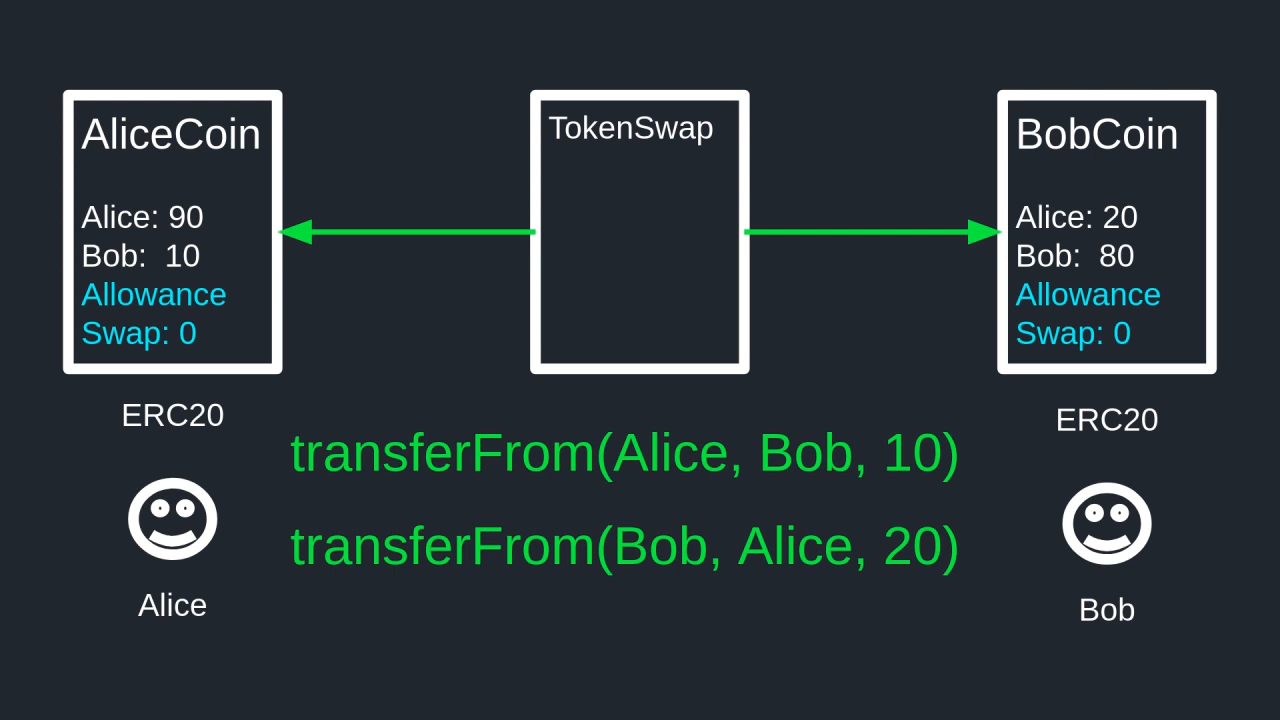 AliceCoin
Alice: 90
Bob: 10
Allowance
Swap: 0
ERC20
Alice
TokenSwap
transferFrom(Alice, Bob, 10)
transferFrom(Bob, Alice, 20)
BobCoin
Alice: 20
Bob: 80
Allowance
Swap: 0
ERC20
Bob